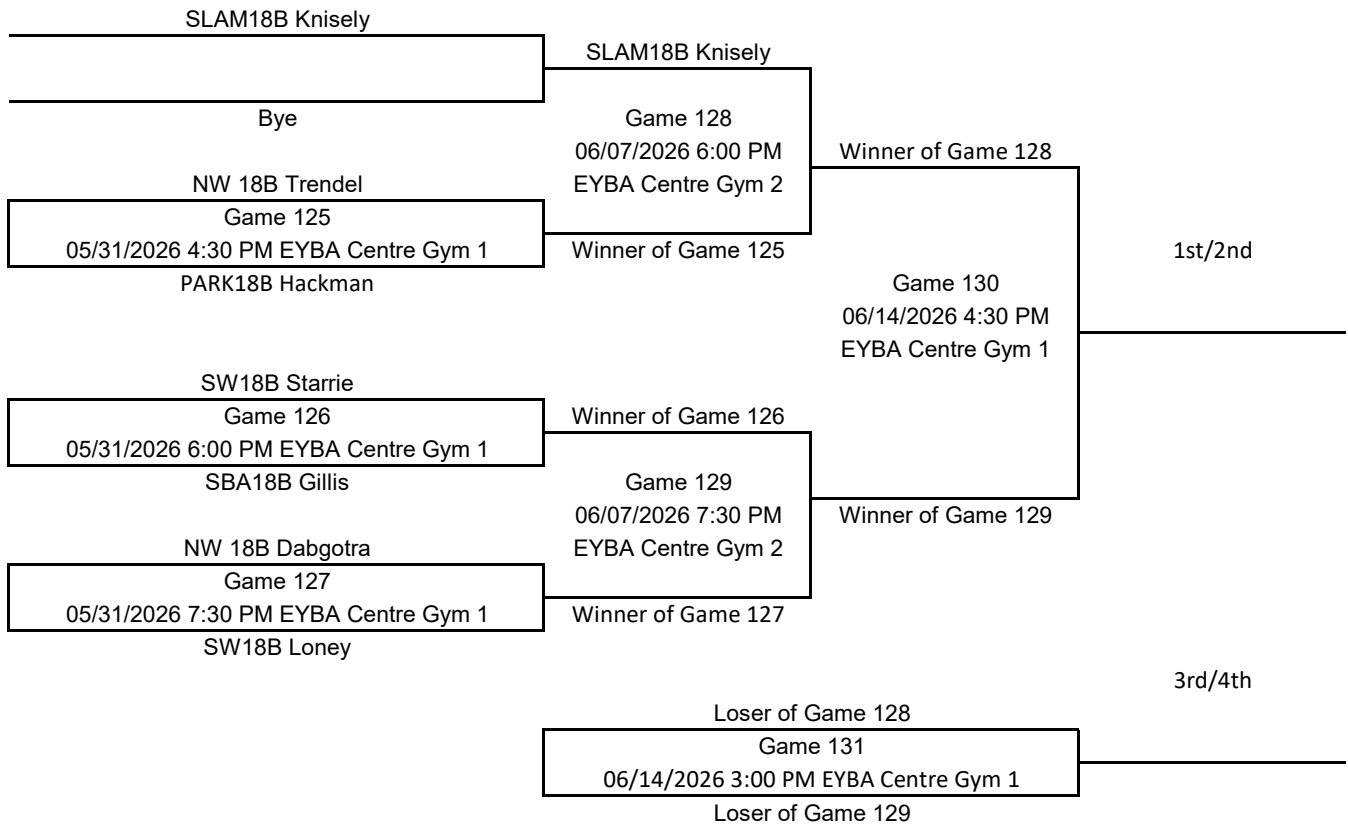 SLAM18B Knisely
SLAM18B Knisely
Bye
Game 128
06/07/2026 6:00 PM
EYBA Centre Gym 2
Winner of Game 128
NW 18B Trendel
Game 125
05/31/2026 4:30 PM EYBA Centre Gym 1
PARK18B Hackman
Winner of Game 125
1st/2nd
Game 130
06/14/2026 4:30 PM
EYBA Centre Gym 1
SW18B Starrie
Game 126
05/31/2026 6:00 PM EYBA Centre Gym 1
SBA18B Gillis
Winner of Game 126
Game 129
06/07/2026 7:30 PM
EYBA Centre Gym 2
Winner of Game 129
NW 18B Dabgotra
Game 127
05/31/2026 7:30 PM EYBA Centre Gym 1
SW18B Loney
Winner of Game 127
3rd/4th
Loser of Game 128
Game 131
06/14/2026 3:00 PM EYBA Centre Gym 1
Loser of Game 129